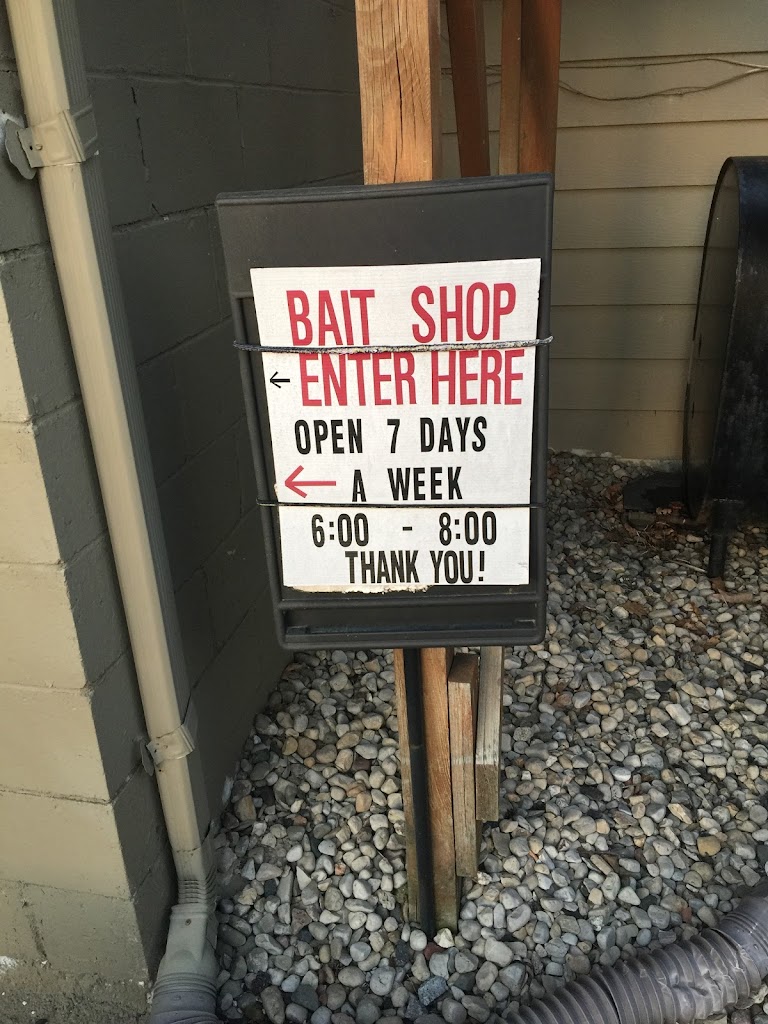 BAIT SHOP
← ENTER HERE
OPEN 7 DAYS
← A WEEK
6:00 - 8:00
THANK YOU!